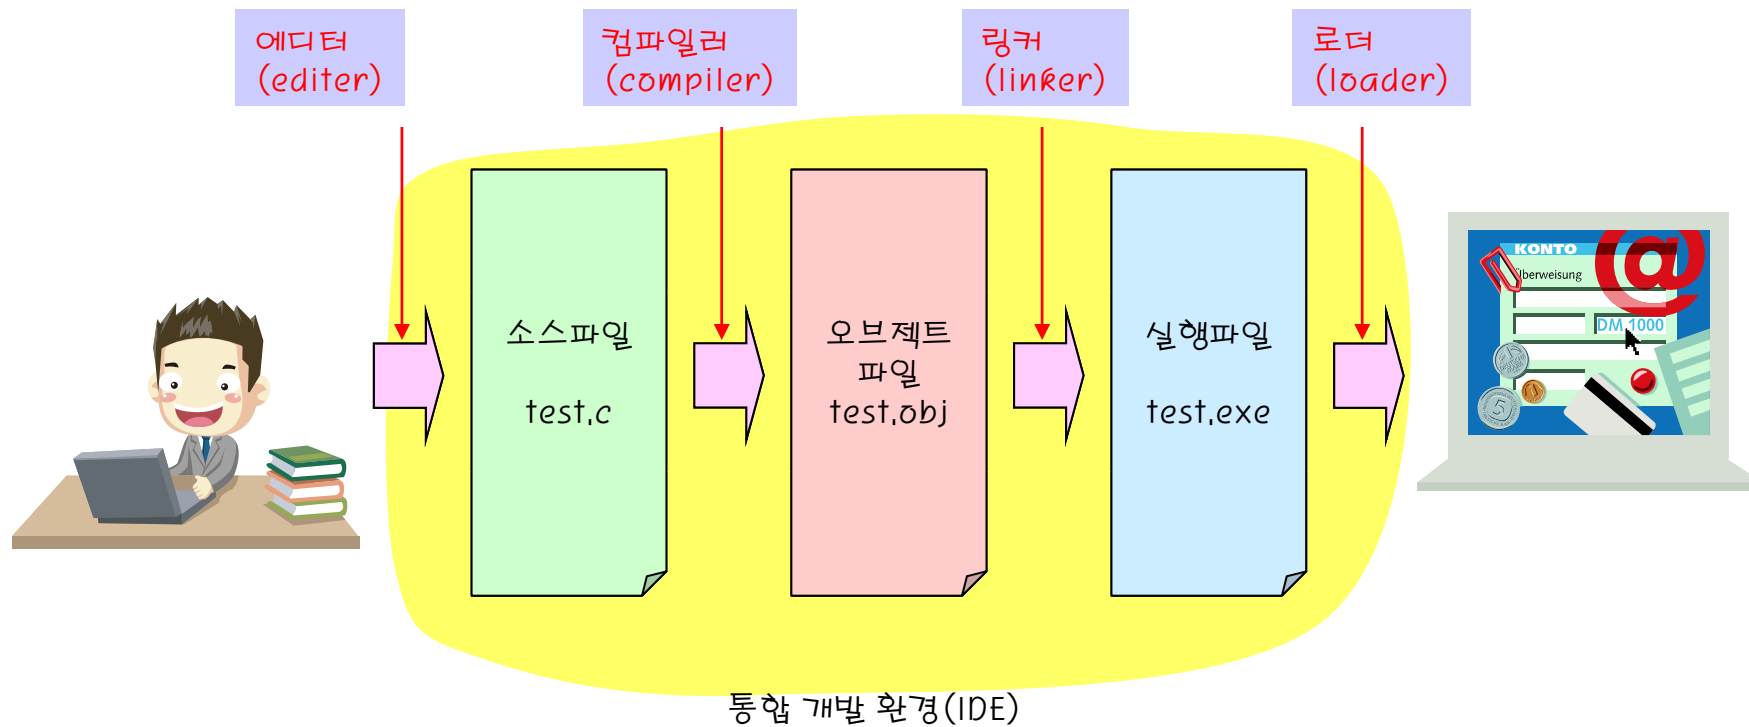 에디터
(editer)
컴파일러
(compiler)
링커
(linker)
로더
(loader)
소스파일
test.c
오브젝트
파일
test.obj
실행파일
test.exe
KONTO
Überweisung
DM 1000
5
통합 개발 환경(IDE)